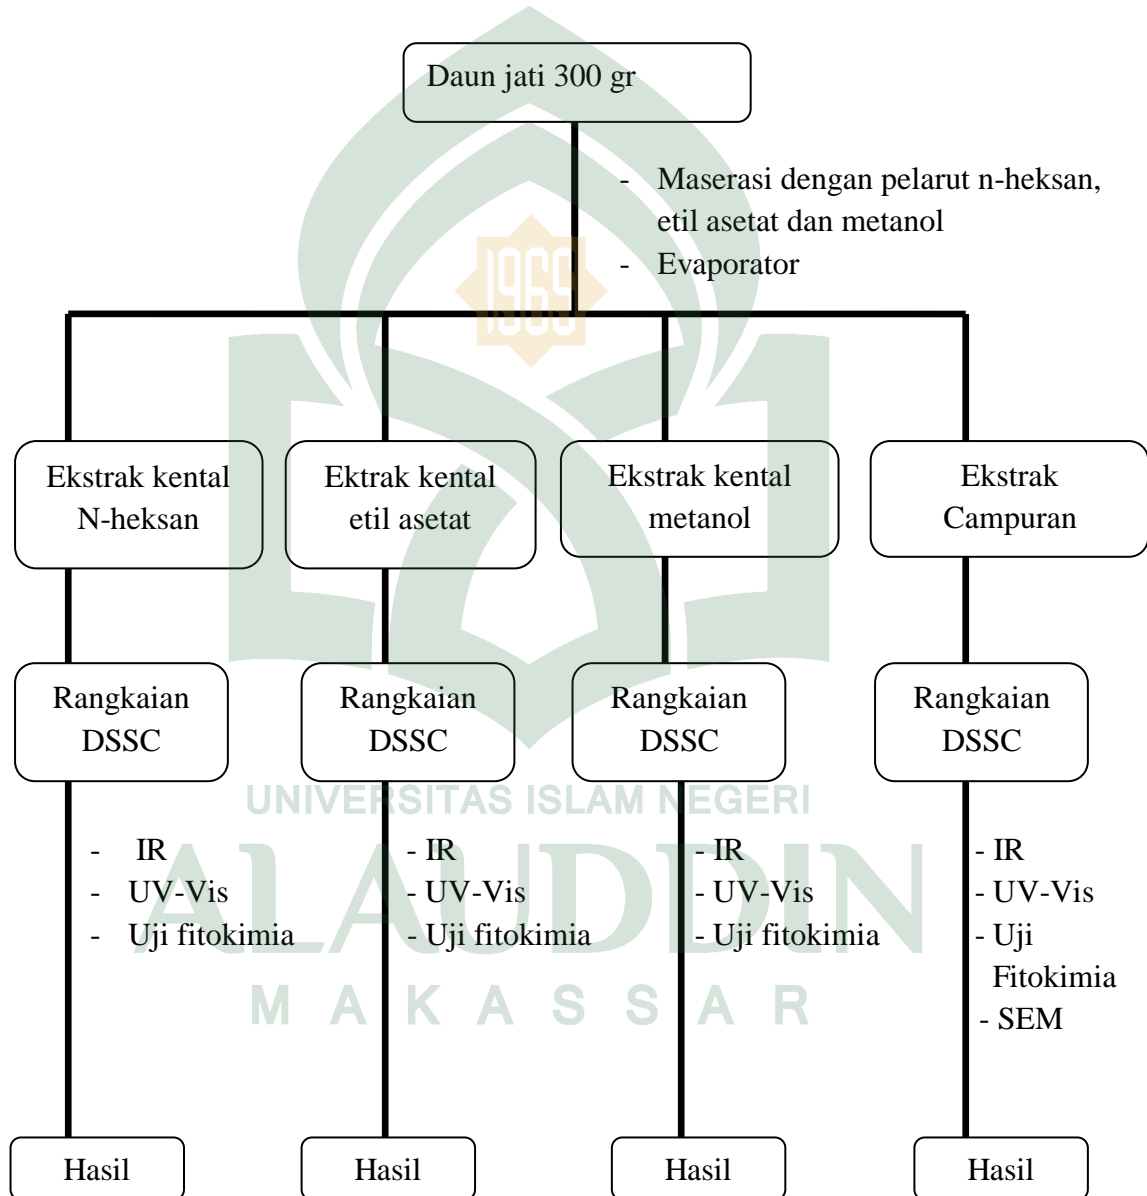 Daun jati 300 gr
- Maserasi dengan pelarut n-heksan,
etil asetat dan metanol
- Evaporator
1965
Ekstrak kental
N-heksan
Ektrak kental
etil asetat
Ekstrak kental
metanol
Ekstrak
Campuran
Rangkaian
DSSC
Rangkaian
DSSC
Rangkaian
DSSC
Rangkaian
DSSC
UNIVERSITAS ISLAM NEGERI
ALAUDDIN
MAKASSAR
- IR
- UV-Vis
- Uji fitokimia
- IR
- UV-Vis
- Uji fitokimia
- IR
- UV-Vis
- Uji fitokimia
- IR
- UV-Vis
- Uji
Fitokimia
- SEM
Hasil
Hasil
Hasil
Hasil